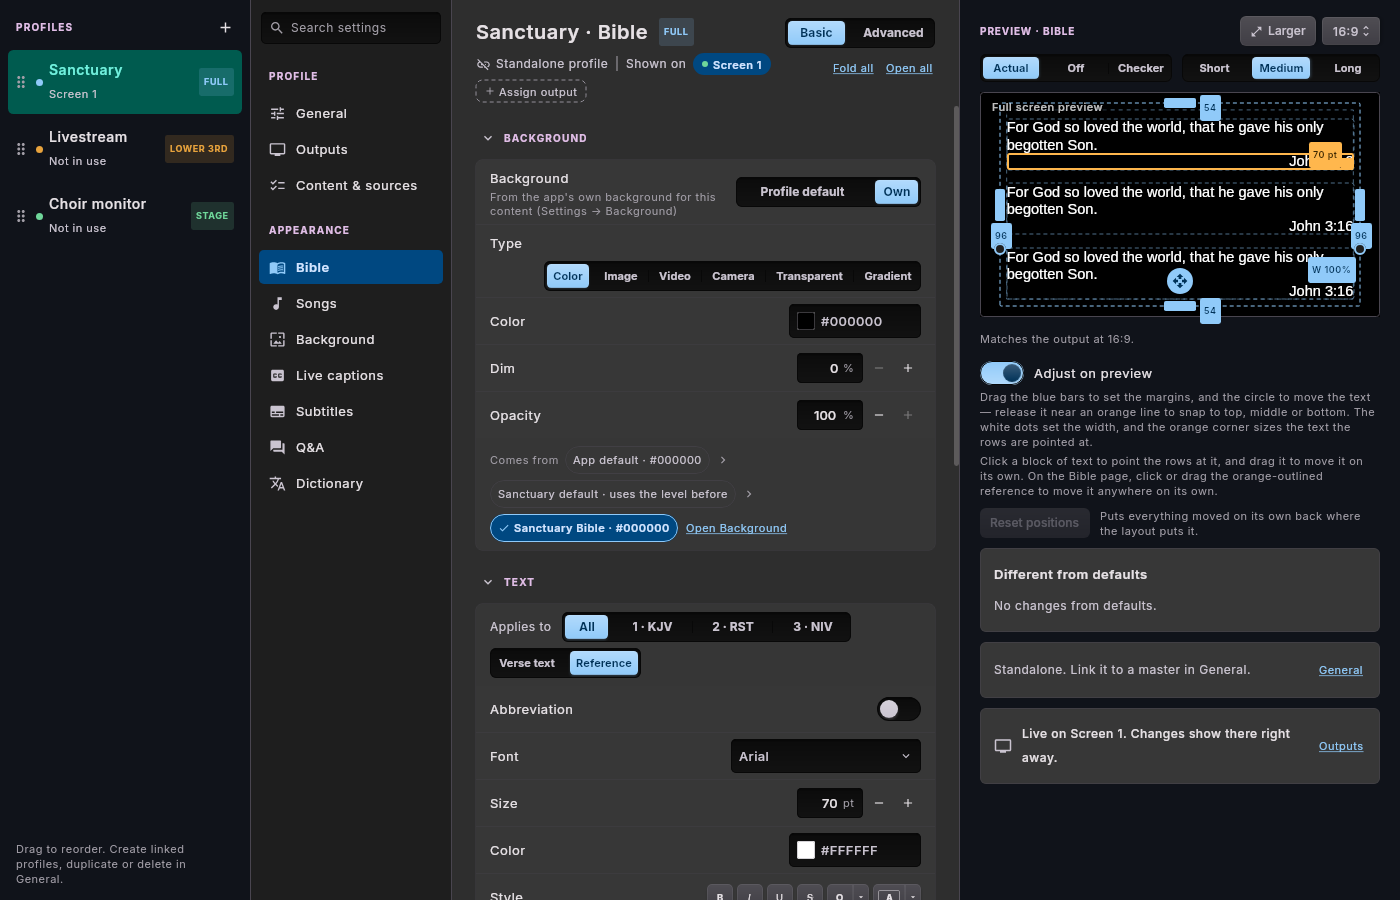 PROFILES
Sanctuary
Screen 1
FULL
Livestream
Not in use
LOWER 3RD
Choir monitor
Not in use
STAGE
Drag to reorder. Create linked
profiles, duplicate or delete in
General.
Search settings
PROFILE
General
Outputs
Content & sources
APPEARANCE
Bible
Songs
Background
Live captions
Subtitles
Q&A
Dictionary
Sanctuary · Bible
FULL
Basic
Advanced
Standalone profile
Shown on
Screen 1
Fold all
Open all
Assign output
BACKGROUND
Background
From the app's own background for this
content (Settings → Background)
Profile default
Own
Type
Color
Image
Video
Camera
Transparent
Gradient
Color
#000000
Dim
0 %
Opacity
100 %
Comes from
App default · #000000
Sanctuary default · uses the level before
Sanctuary Bible · #000000
Open Background
TEXT
Applies to
All
1 · KJV
2 · RST
3 · NIV
Verse text
Reference
Abbreviation
Font
Arial
Size
70 pt
Color
#FFFFFF
Style
B
I
U
S
O
A
PREVIEW · BIBLE
Larger
16:9
Actual
Off
Checker
Short
Medium
Long
Full screen preview
54
For God so loved the world, that he gave his only
begotten Son.
70 pt
For God so loved the world, that he gave his only
begotten Son.
John 3:16
96
96
For God so loved the world, that he gave his only
begotten Son.
W 100%
John 3:16
54
Matches the output at 16:9.
Adjust on preview
Drag the blue bars to set the margins, and the circle to move the text
— release it near an orange line to snap to top, middle or bottom. The
white dots set the width, and the orange corner sizes the text the
rows are pointed at.
Click a block of text to point the rows at it, and drag it to move it on
its own. On the Bible page, click or drag the orange-outlined
reference to move it anywhere on its own.
Reset positions
Puts everything moved on its own back where
the layout puts it.
Different from defaults
No changes from defaults.
Standalone. Link it to a master in General.
General
Live on Screen 1. Changes show there right
away.
Outputs